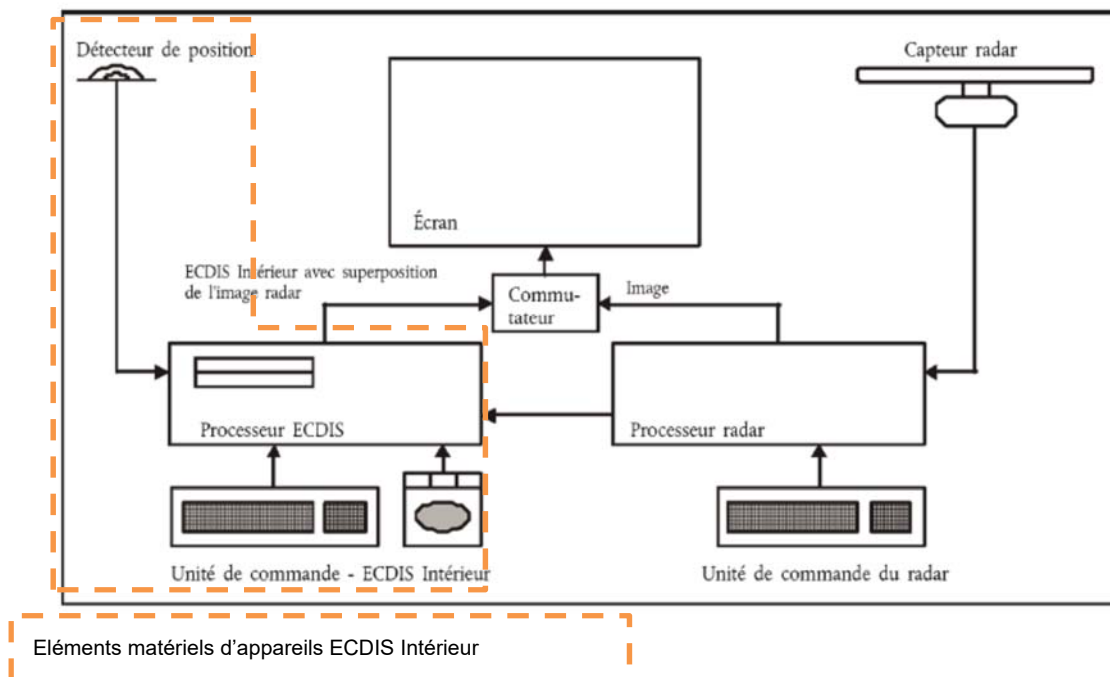 Détecteur de position
Capteur radar
Écran
ECDIS Intérieur avec superposition
de l'image radar
Commu-
tateur
Image
Processeur ECDIS
Processeur radar
Unité de commande - ECDIS Intérieur
Unité de commande du radar
Eléments matériels d’appareils ECDIS Intérieur